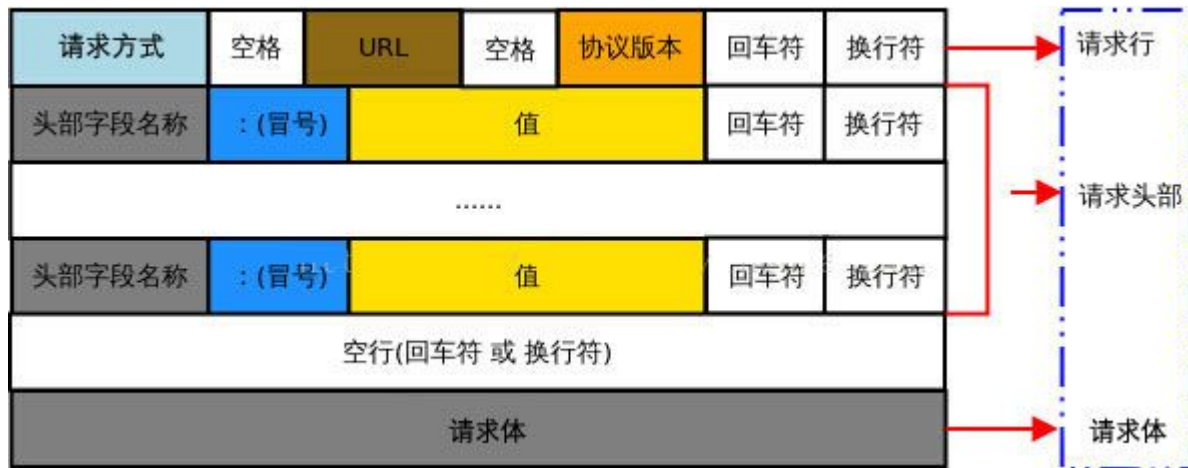 请求方式 空格 URL 空格 协议版本 回车符 换行符 请求行
头部字段名称 : (冒号) 值 回车符 换行符
...... 请求头部
头部字段名称 : (冒号) 值 回车符 换行符
空行(回车符 或 换行符)
请求体 请求体